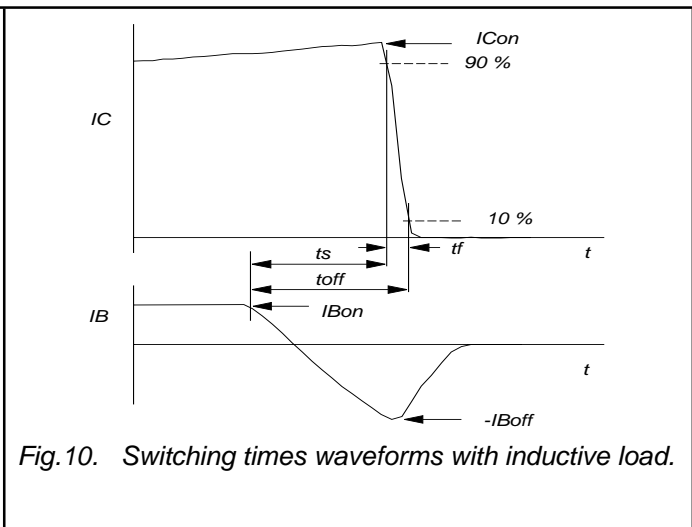 ICon
90 %
IC
10 %
ts
tf
t
toff
IBon
IB
t
-IBoff
Fig.10. Switching times waveforms with inductive load.